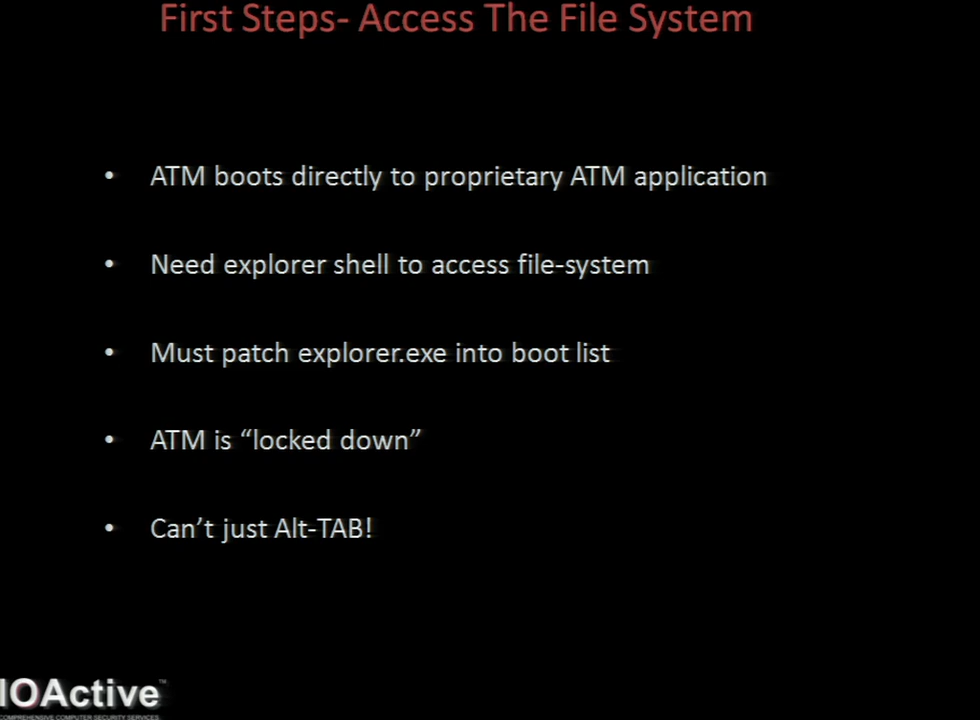 First Steps- Access The File System
• ATM boots directly to proprietary ATM application
• Need explorer shell to access file-system
• Must patch explorer.exe into boot list
• ATM is “locked down”
• Can’t just Alt-TAB!
IOActive™
COMPREHENSIVE COMPUTER SECURITY SERVICES